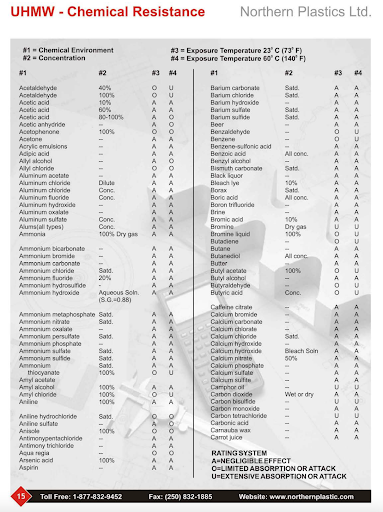 UHMW - Chemical Resistance
Northern Plastics Ltd.
#1 = Chemical Environment
#2 = Concentration
#3 = Exposure Temperature 23° C (73° F)
#4 = Exposure Temperature 60° C (140° F)
#1 #2 #3 #4
Acetaldehyde 40% O U
Acetaldehyde 100% O U
Acetic acid 10% A A
Acetic acid 60% A A
Acetic acid 80-100% A O
Acetic anhydride --
Acetophenone 100% O O
Acetone -- A A
Acrylic emulsions -- A A
Adipic acid -- A A
Allyl alcohol -- O
Allyl chloride -- O
Aluminum acetate -- A A
Aluminum chloride Dilute A A
Aluminum chloride Conc. A A
Aluminum fluoride Conc. A A
Aluminum hydroxide -- A A
Aluminum oxalate -- A A
Aluminum sulfate Conc. A A
Alums(all types) Conc. A A
Ammonia 100% Dry gas A A
Ammonium bicarbonate -- A A
Ammonium bromide -- A A
Ammonium carbonate -- A A
Ammonium chloride Satd. A A
Ammonium fluoride 20% A A
Ammonium hydrosulfide -- A A
Ammonium hydroxide Aqueous Soln. A A
(S.G.=0.88)
Ammonium metaphosphate Satd. A A
Ammonium nitrate Satd. A A
Ammonium oxalate -- A A
Ammonium persulfate Satd. A A
Ammonium phosphate -- A A
Ammonium sulfate Satd. A A
Ammonium sulfide Satd. A A
Ammonium Satd. A A
thiocyanate 100%
Amyl acetate
Amyl alcohol 100% A A
Amyl chloride 100% O U
Aniline 100% A A
Aniline hydrochloride Satd. O
Aniline sulfate Satd. A
Anisole 100% O
Antimonypentachloride -- A A
Antimony trichloride -- A A
Aqua regia -- O
Arsenic acid 100% A A
Aspirin -- A A
#1 #2 #3 #4
Barium carbonate Satd. A A
Barium chloride Satd. A A
Barium hydroxide -- A A
Barium sulfate Satd. A A
Barium sulfide Satd. A A
Beer -- A A
Benzaldehyde -- O U
Benzene -- O U
Benzene-sulfonic acid -- A A
Benzoic acid All conc. A A
Benzyl alcohol -- A A
Bismuth carbonate Satd. A A
Black liquor -- A A
Bleach lye 10% A A
Borax Satd. A A
Boric acid All conc. A A
Boron trifluoride -- A A
Brine -- A A
Bromic acid 10% A A
Bromine Dry gas U
Bromine liquid 100% O U
Butadiene -- O U
Butane -- A A
Butanediol All conc. A A
Butter -- A A
Butyl acetate 100% O U
Butyl alcohol -- A A
Butyraldehyde -- O U
Butyric acid Conc. O U
Caffeine citrate -- A A
Calcium bromide -- A A
Calcium carbonate -- A A
Calcium chlorate -- A A
Calcium chloride Satd. A A
Calcium hydroxide -- A A
Calcium hydroxide Bleach Soln A A
Calcium nitrate 50% A A
Calcium phosphate -- A A
Calcium sulfate -- A A
Calcium sulfite -- A A
Camphor oil -- U U
Carbon dioxide Wet or dry A A
Carbon bisulfide -- U U
Carbon monoxide -- A A
Carbon tetrachloride -- U U
Carbonic acid -- A A
Carnauba wax -- A A
Carrot juice -- A A
RATING SYSTEM
A=NEGLIGIBLE EFFECT
O=LIMITED ABSORPTION OR ATTACK
U=EXTENSIVE ABSORPTION OR ATTACK
15 Toll Free: 1-877-832-9452 Fax: (250) 832-1885 Website: www.northernplastic.com